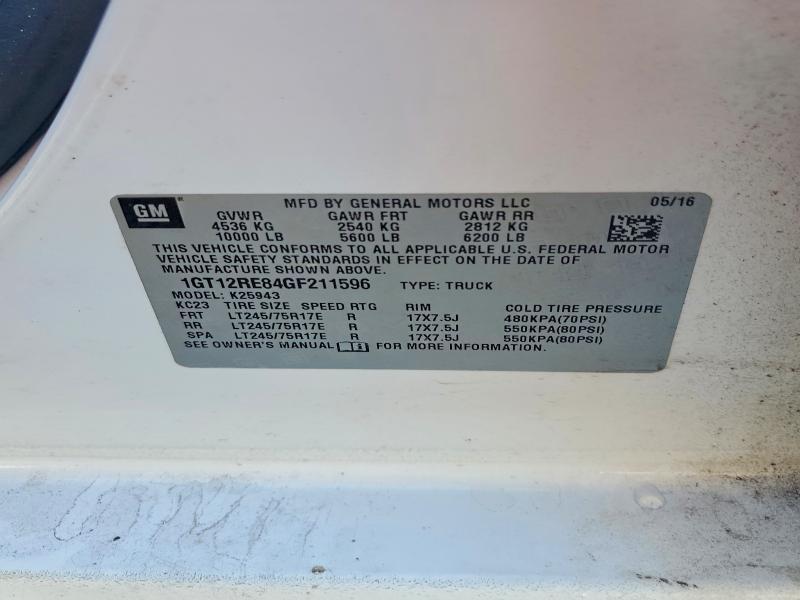 GM
MFD BY GENERAL MOTORS LLC 05/16
GVWR GAWR FRT GAWR RR
4536 KG 2540 KG 2812 KG
10000 LB 5600 LB 6200 LB
THIS VEHICLE CONFORMS TO ALL APPLICABLE U.S. FEDERAL MOTOR
VEHICLE SAFETY STANDARDS IN EFFECT ON THE DATE OF
MANUFACTURE SHOWN ABOVE.
1GT12RE84GF211596 TYPE: TRUCK
MODEL: K25943
KC23 TIRE SIZE SPEED RTG RIM COLD TIRE PRESSURE
FRT LT245/75R17E R 17X7.5J 480KPA(70PSI)
RR LT245/75R17E R 17X7.5J 550KPA(80PSI)
SPA LT245/75R17E R 17X7.5J 550KPA(80PSI)
SEE OWNER'S MANUAL FOR MORE INFORMATION.